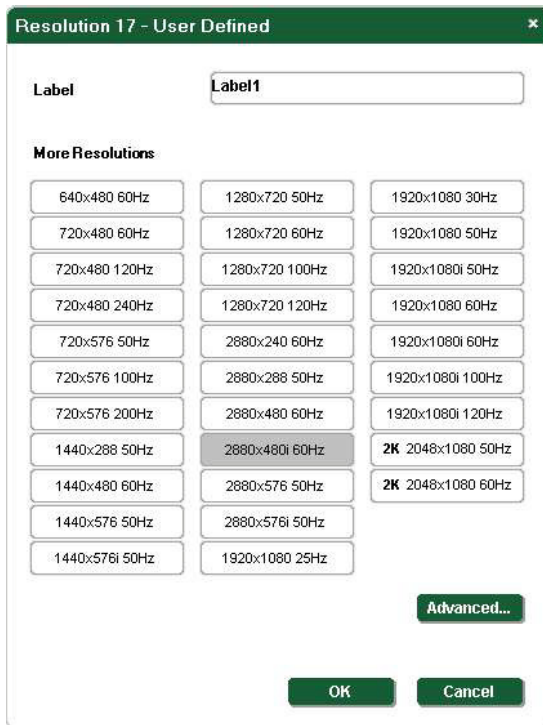 Resolution 17 - User Defined ×
Label Label1
More Resolutions
640x480 60Hz 1280x720 50Hz 1920x1080 30Hz
720x480 60Hz 1280x720 60Hz 1920x1080 50Hz
720x480 120Hz 1280x720 100Hz 1920x1080i 50Hz
720x480 240Hz 1280x720 120Hz 1920x1080 60Hz
720x576 50Hz 2880x240 60Hz 1920x1080i 60Hz
720x576 100Hz 2880x288 50Hz 1920x1080i 100Hz
720x576 200Hz 2880x480 60Hz 1920x1080i 120Hz
1440x288 50Hz 2880x480i 60Hz 2K 2048x1080 50Hz
1440x480 60Hz 2880x576 50Hz 2K 2048x1080 60Hz
1440x576 50Hz 2880x576i 50Hz
1440x576i 50Hz 1920x1080 25Hz
Advanced...
OK Cancel